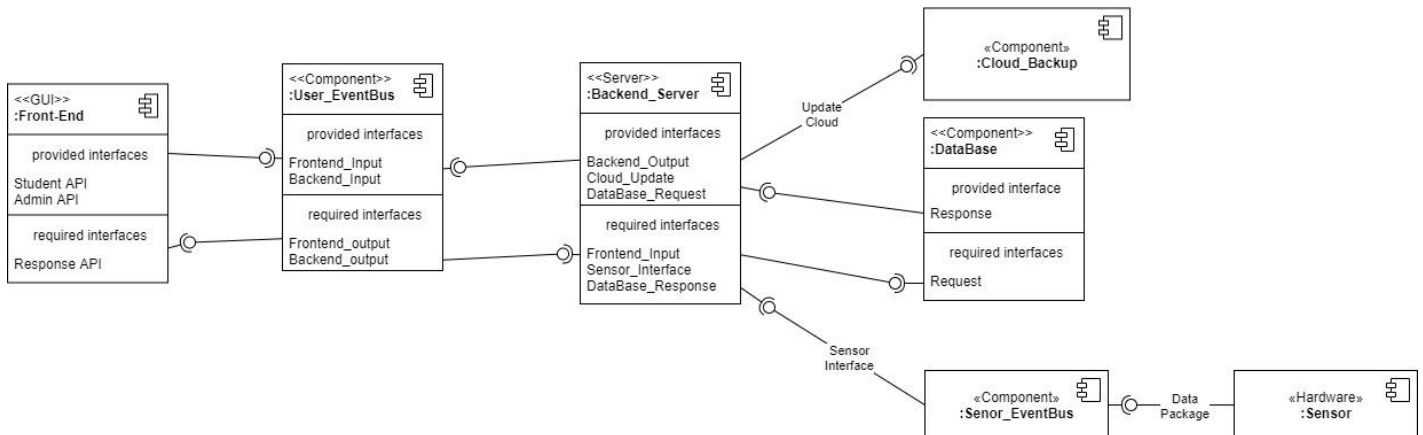 <<GUI>>
:Front-End
provided interfaces
Student API
Admin API
required interfaces
Response API
<<Component>>
:User_EventBus
provided interfaces
Frontend_Input
Backend_Input
required interfaces
Frontend_output
Backend_output
<<Server>>
:Backend_Server
provided interfaces
Backend_Output
Cloud_Update
DataBase_Request
required interfaces
Frontend_Input
Sensor_Interface
DataBase_Response
Update
Cloud
«Component»
:Cloud_Backup
<<Component>>
:DataBase
provided interface
Response
required interfaces
Request
Sensor
Interface
«Component»
:Senor_EventBus
Data
Package
«Hardware»
:Sensor